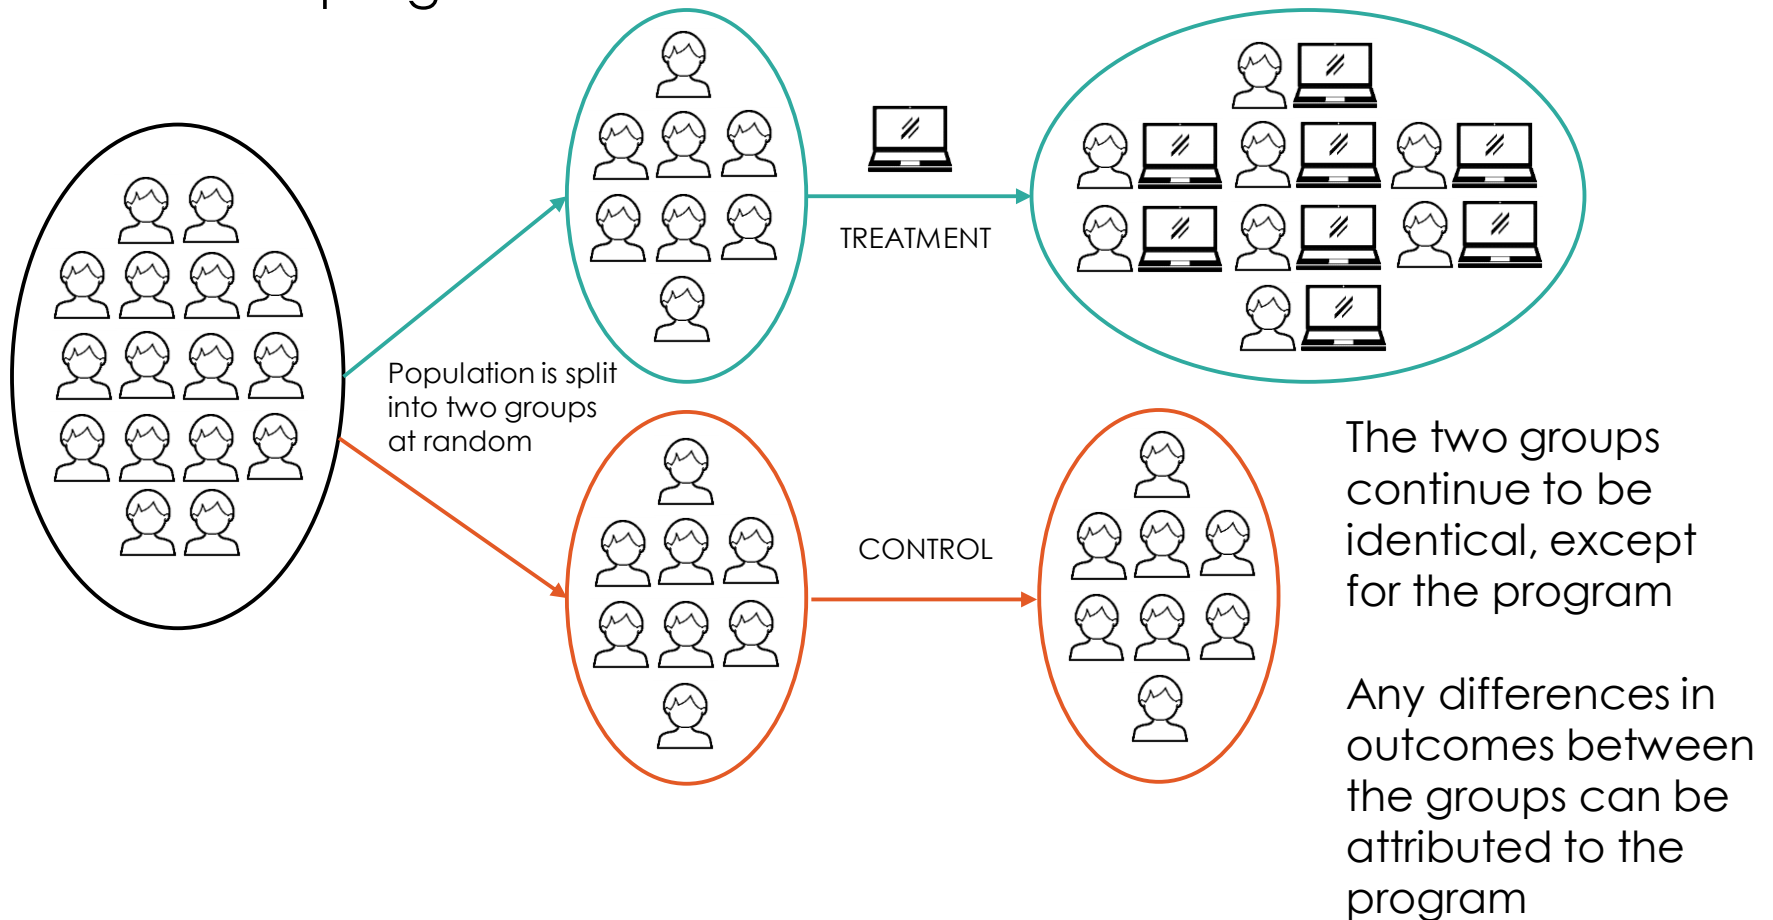 TREATMENT
Population is split
into two groups
at random
CONTROL
The two groups
continue to be
identical, except
for the program
Any differences in
outcomes between
the groups can be
attributed to the
program